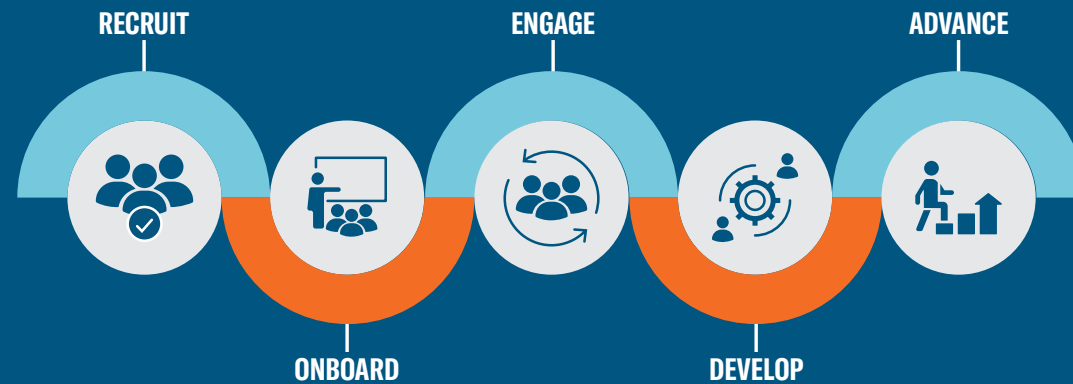 RECRUIT
ENGAGE
ADVANCE
ONBOARD
DEVELOP